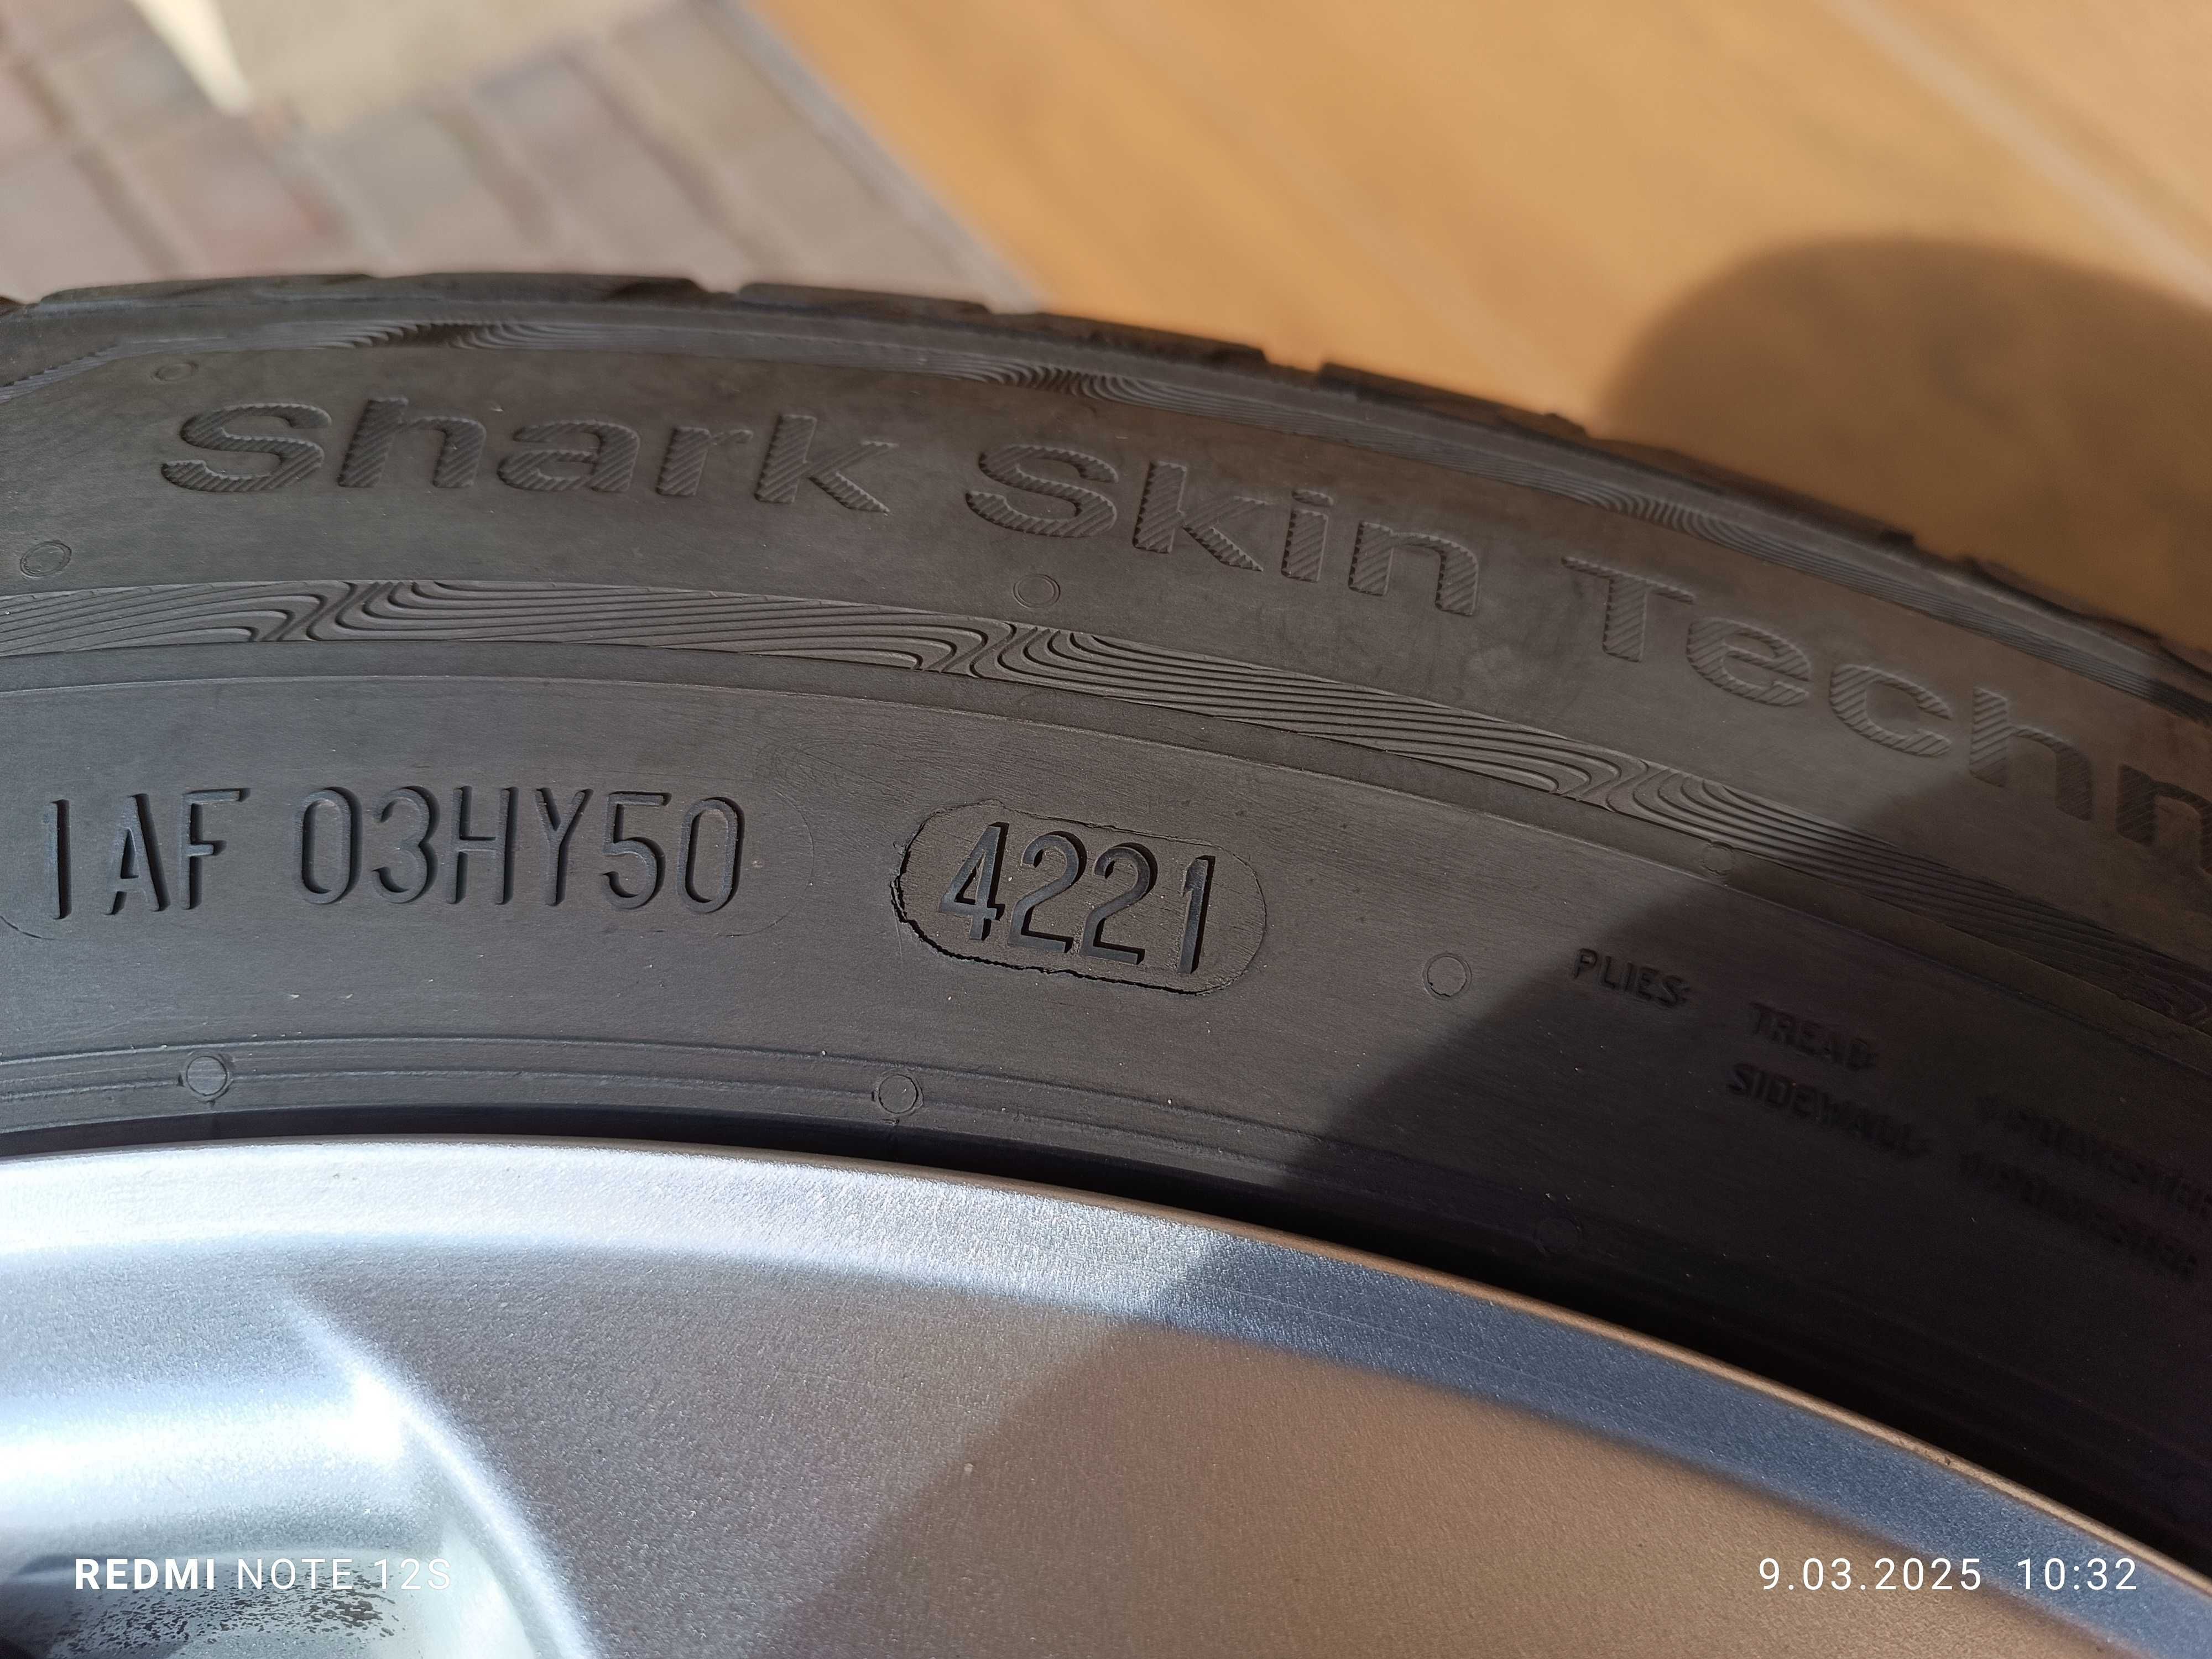 Shark Skin Techn
1AF 03HY50 4221
PLIES: TREAD
SIDEWALL
REDMI NOTE 12S
9.03.2025 10:32